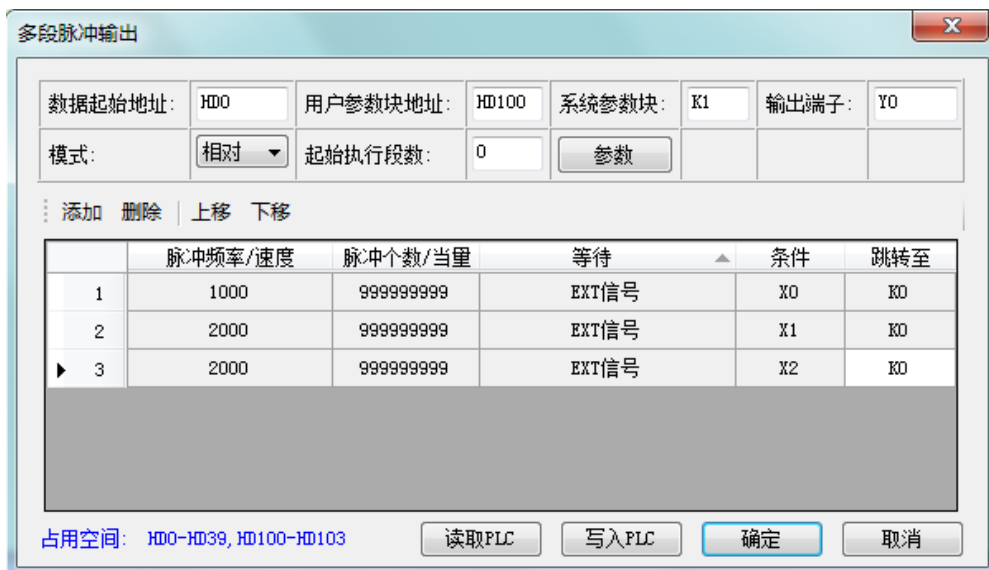 多段脉冲输出
数据起始地址: HD0 用户参数块地址: HD100 系统参数块: K1 输出端子: Y0
模式: 相对 起始执行段数: 0 参数
添加 删除 上移 下移
脉冲频率/速度 脉冲个数/当量 等待 条件 跳转至
1 1000 999999999 EXT信号 X0 K0
2 2000 999999999 EXT信号 X1 K0
3 2000 999999999 EXT信号 X2 K0
占用空间: HD0-HD39,HD100-HD103 读取PLC 写入PLC 确定 取消